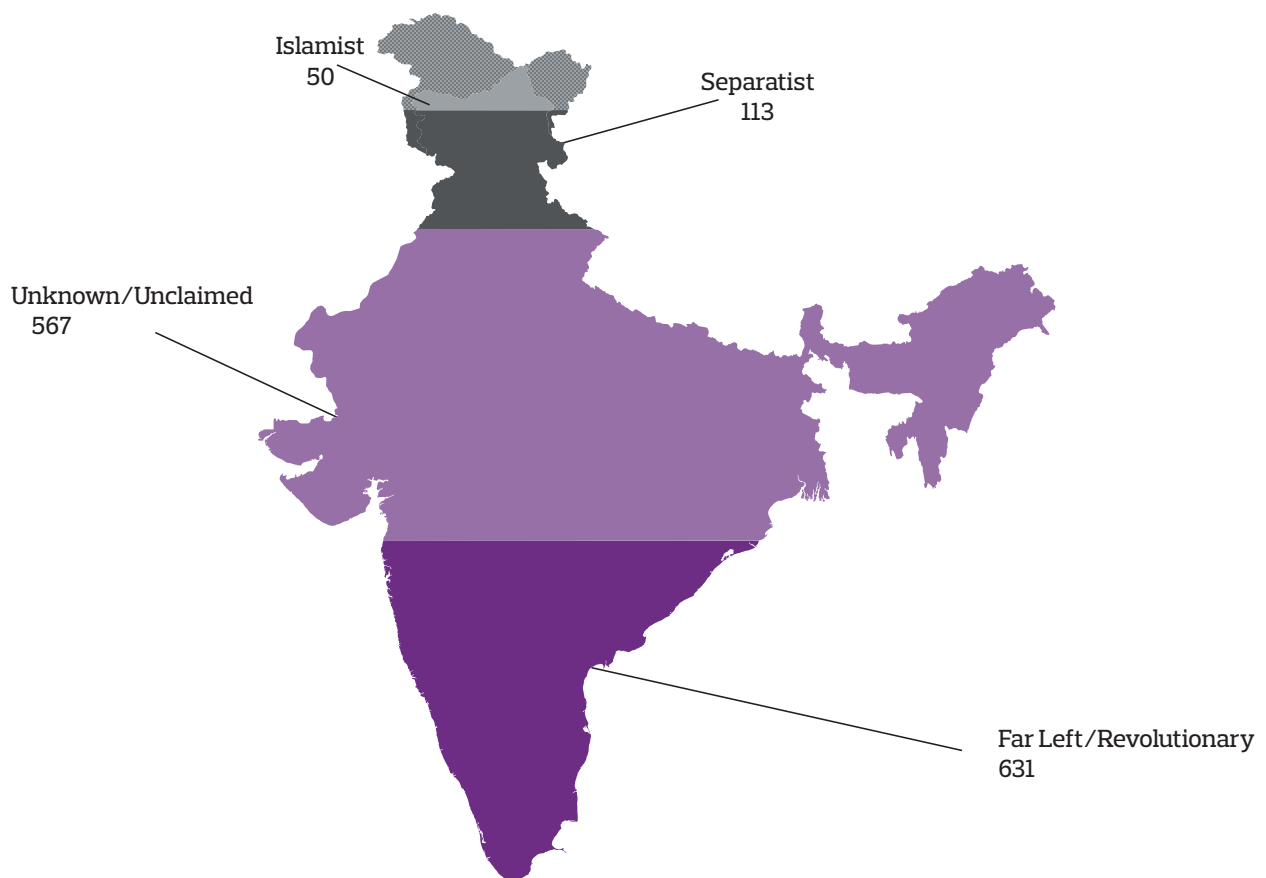 Islamist
50
Separatist
113
Unknown/Unclaimed
567
Far Left/Revolutionary
631